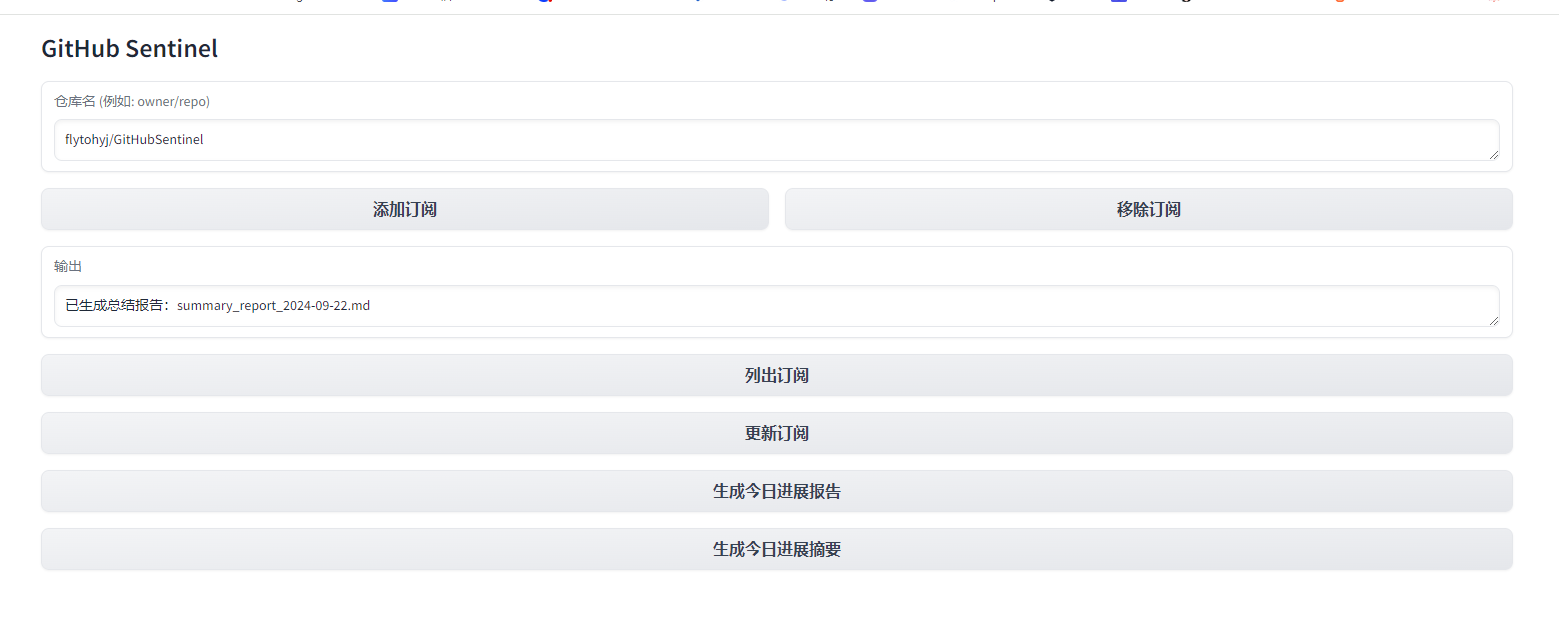 GitHub Sentinel
仓库名 (例如: owner/repo)
flytohyj/GitHubSentinel
添加订阅
移除订阅
输出
已生成总结报告：summary_report_2024-09-22.md
列出订阅
更新订阅
生成今日进展报告
生成今日进展摘要